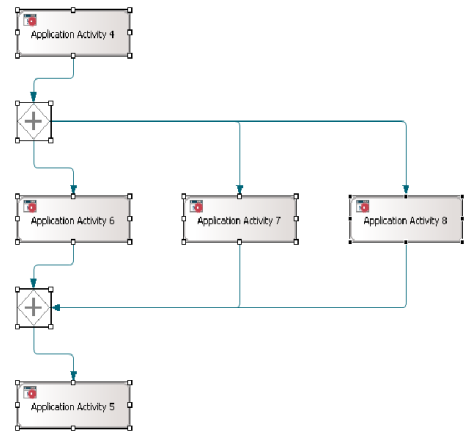 Application Activity 4
Application Activity 6
Application Activity 7
Application Activity 8
Application Activity 5